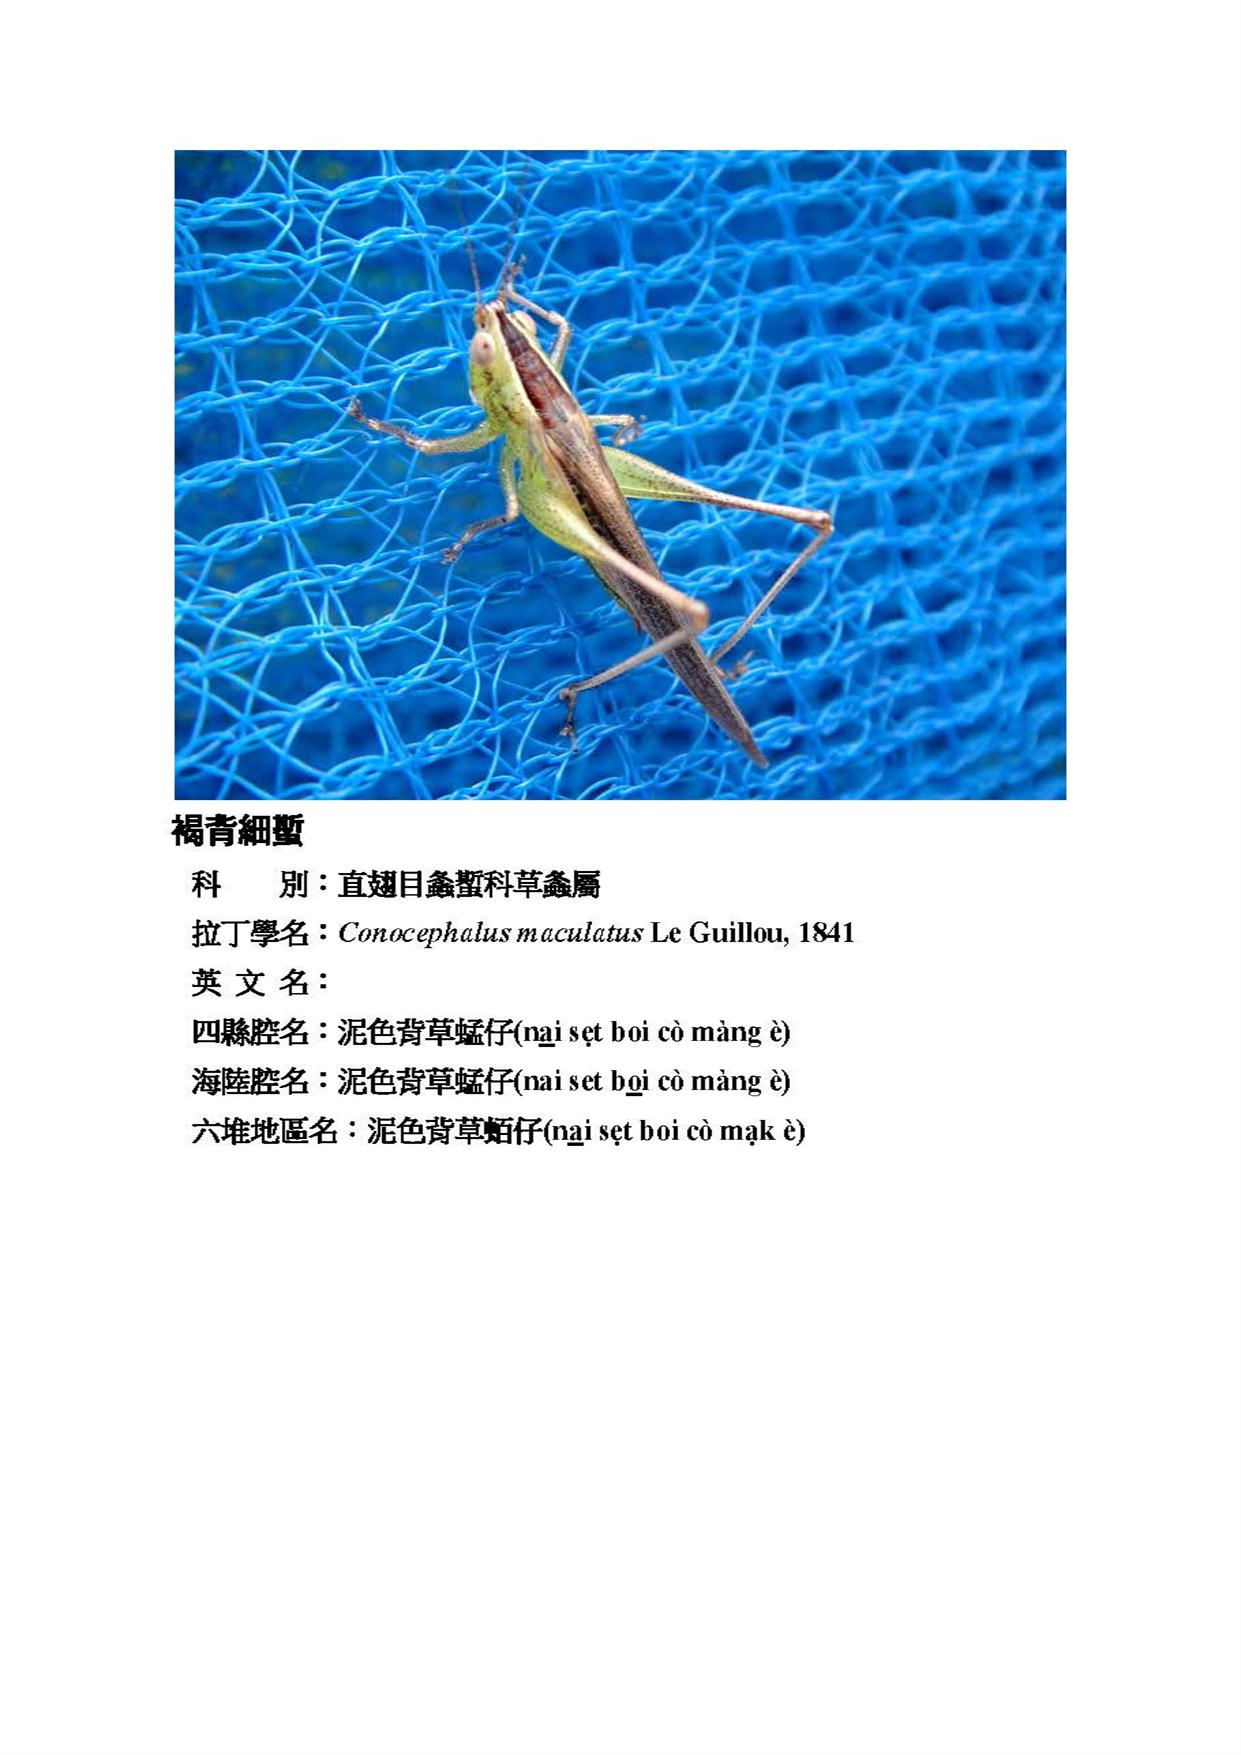 褐背細蟴
科　　別：直翅目螽蟴科草螽屬
拉丁學名：Conocephalus maculatus Le Guillou, 1841
英 文 名：
四縣腔名：泥色背草蜢仔(na̲i sẹt boi cò màng è)
海陸腔名：泥色背草蜢仔(nai set bo̲i cò màng è)
六堆地區名：泥色背草蛨仔(na̲i sẹt boi cò mạk è)